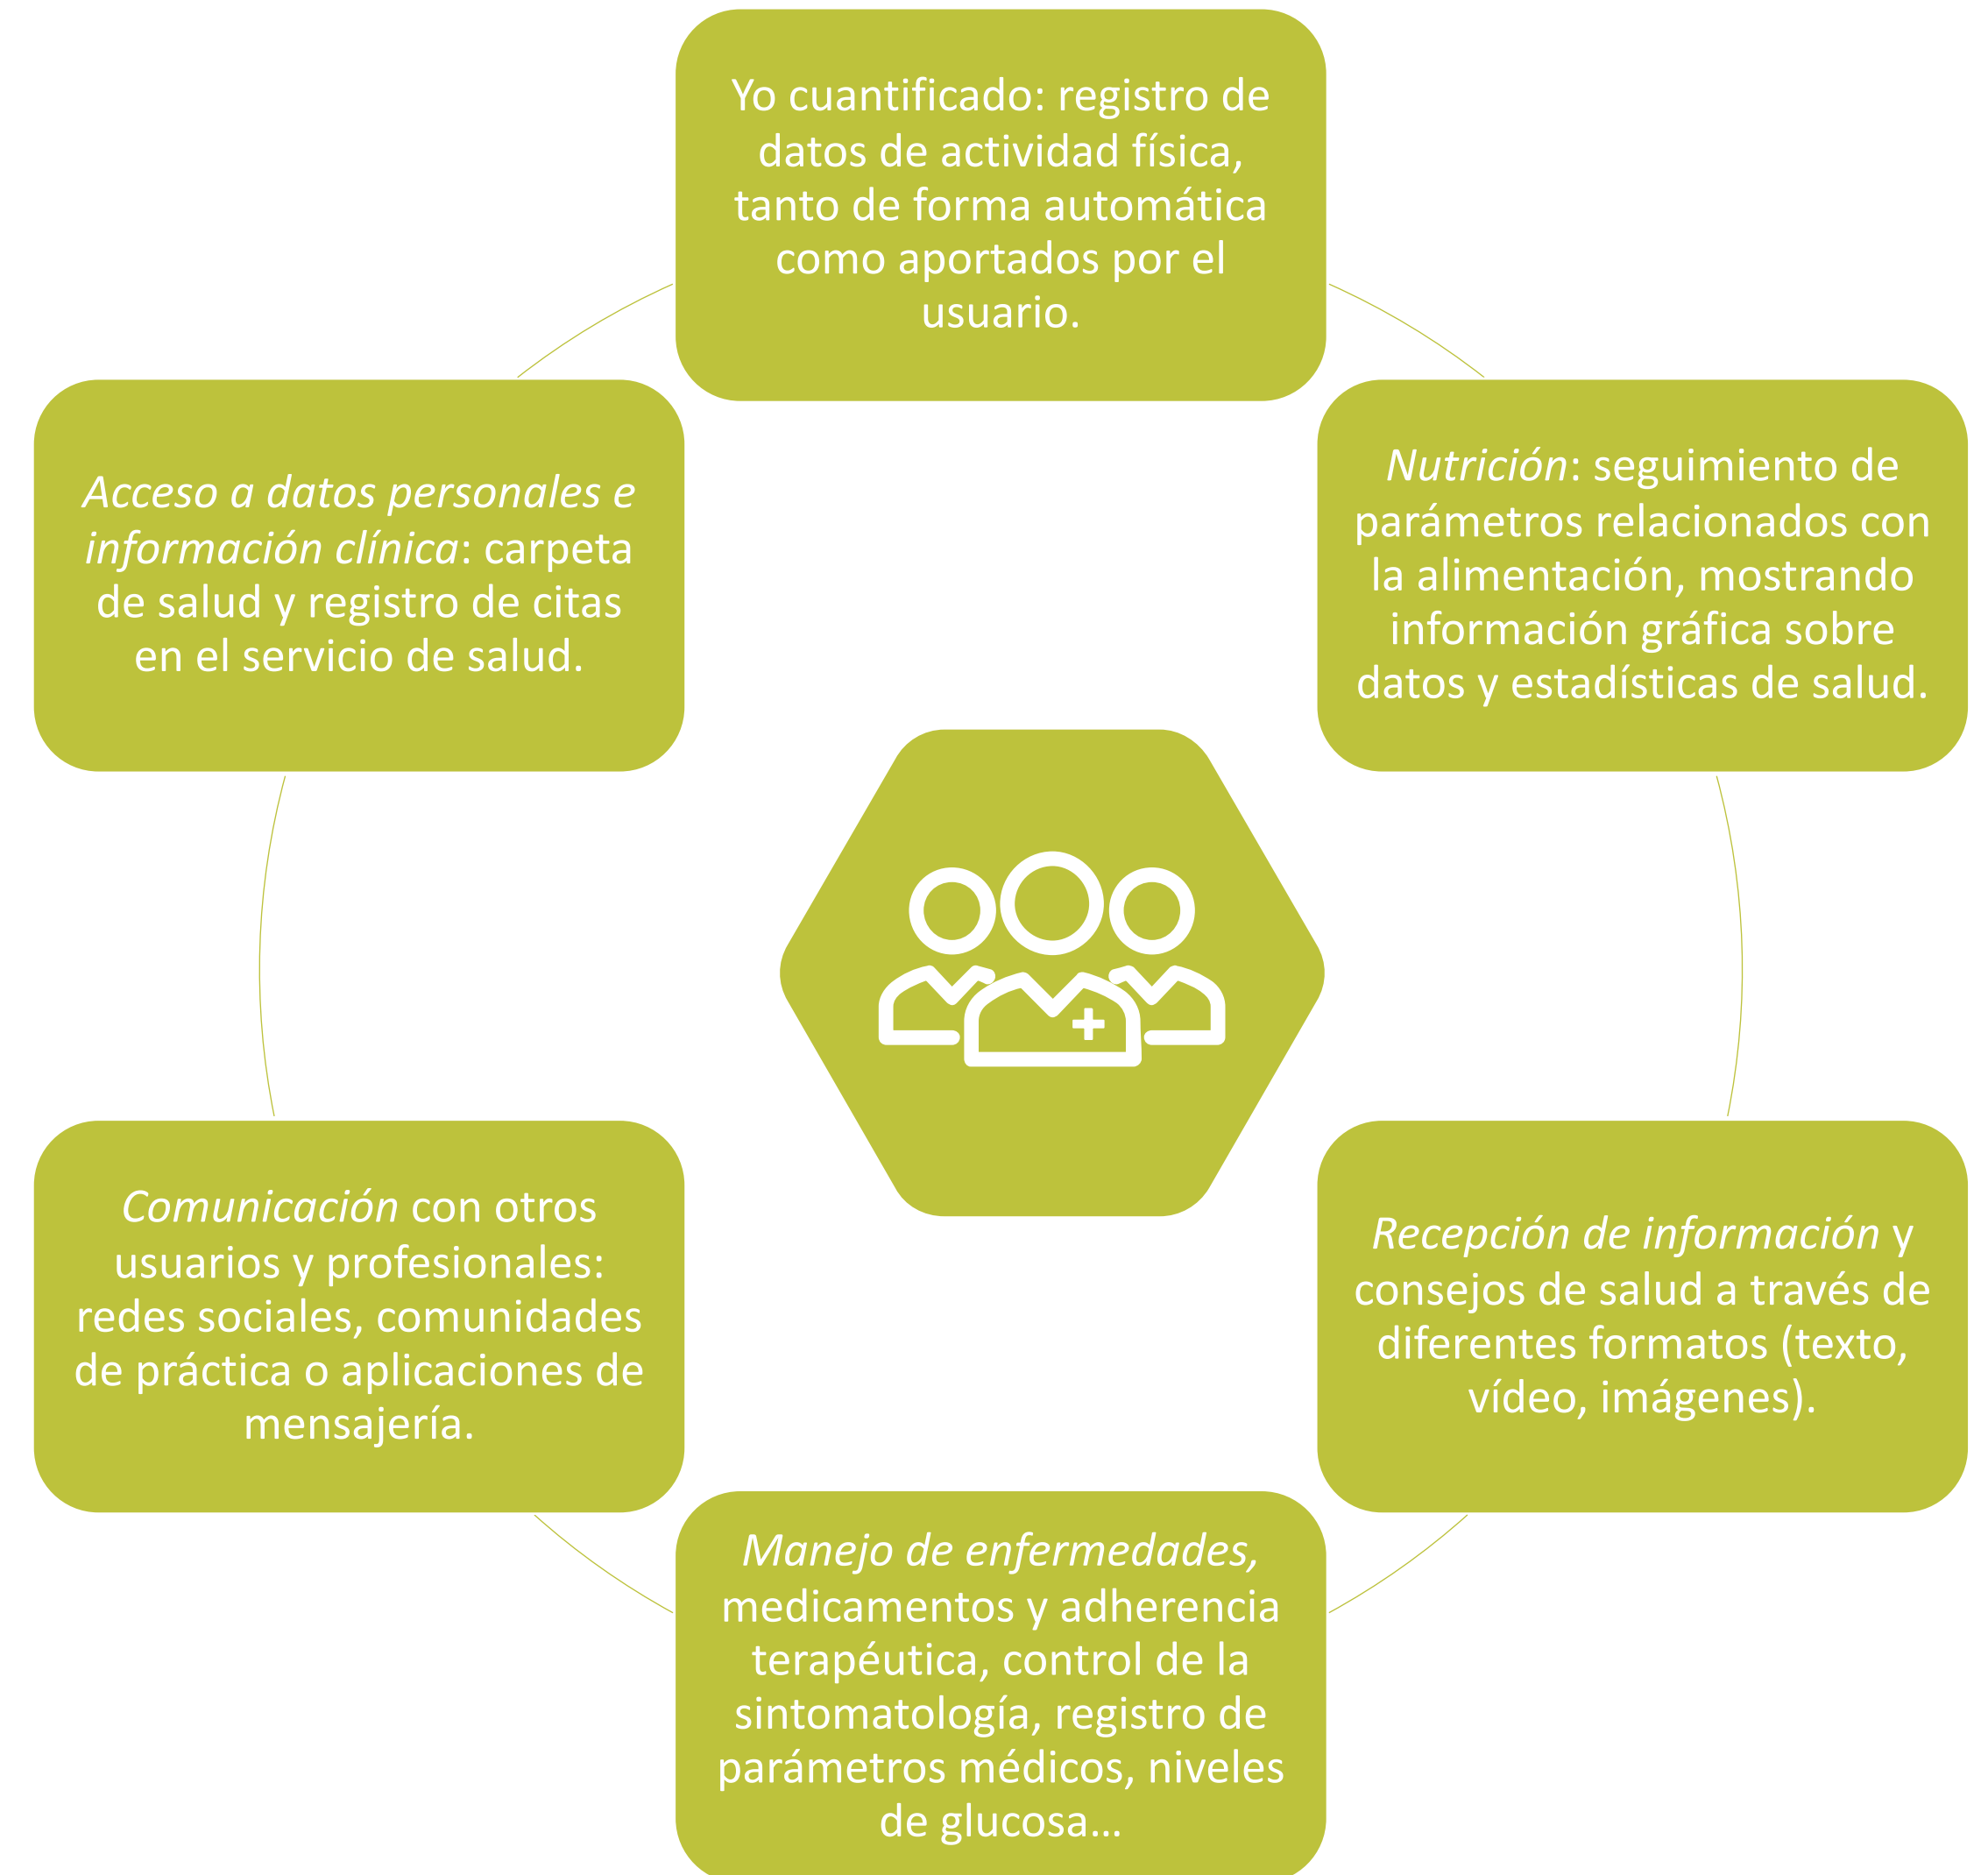 Yo cuantificado: registro de
datos de actividad física,
tanto de forma automática
como aportados por el
usuario.
Nutrición: seguimiento de
parámetros relacionados con
la alimentación, mostrando
información gráfica sobre
datos y estadísticas de salud.
Recepción de información y
consejos de salud a través de
diferentes formatos (texto,
vídeo, imágenes).
Manejo de enfermedades,
medicamentos y adherencia
terapéutica, control de la
sintomatología, registro de
parámetros médicos, niveles
de glucosa...
Comunicación con otros
usuarios y profesionales:
redes sociales, comunidades
de práctica o aplicaciones de
mensajería.
Acceso a datos personales e
información clínica: carpeta
de salud y registro de citas
en el servicio de salud.